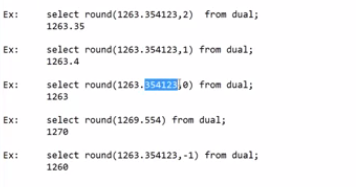 Ex: select round(1263.354123,2) from dual;
1263.35
Ex: select round(1263.354123,1) from dual;
1263.4
Ex: select round(1263.354123,0) from dual;
1263
Ex: select round(1269.554) from dual;
1270
Ex: select round(1263.354123,-1) from dual;
1260